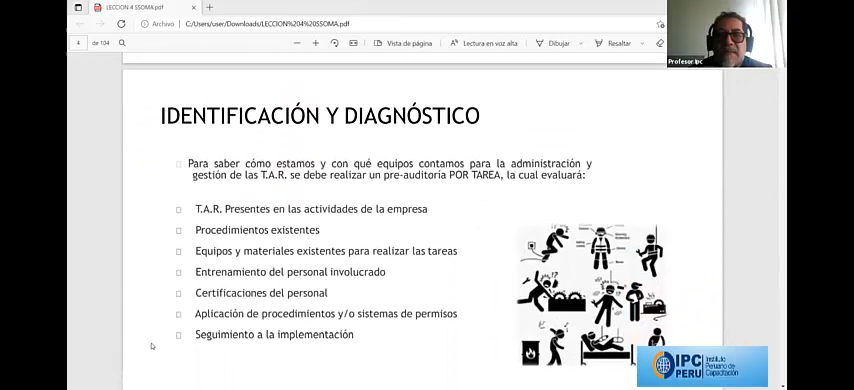 LECCION 4 SSOMA.pdf
Archivo
C:/Users/user/Downloads/LECCION%204%20SSOMA.pdf
4 de 104
Vista de página
Lectura en voz alta
Dibujar
Resaltar
Profesor ipc
IDENTIFICACIÓN Y DIAGNÓSTICO
Para saber cómo estamos y con qué equipos contamos para la administración y
gestión de las T.A.R. se debe realizar un pre-auditoría POR TAREA, la cual evaluará:
T.A.R. Presentes en las actividades de la empresa
Procedimientos existentes
Equipos y materiales existentes para realizar las tareas
Entrenamiento del personal involucrado
Certificaciones del personal
Aplicación de procedimientos y/o sistemas de permisos
Seguimiento a la implementación
IPC
PERU
Instituto
Peruano de
Capacitación